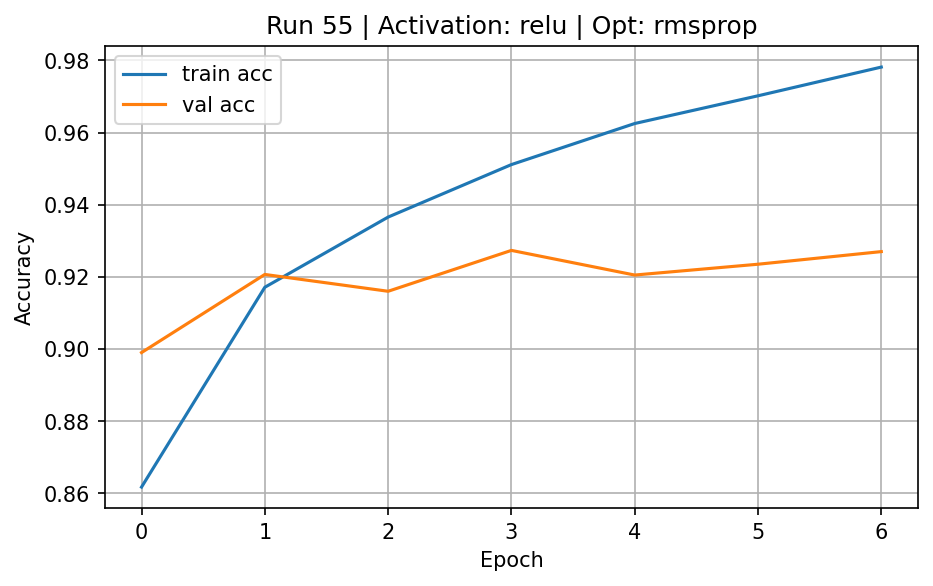 Run 55 | Activation: relu | Opt: rmsprop
train acc
val acc
0.98
0.96
0.94
0.92
0.90
0.88
0.86
Accuracy
0 1 2 3 4 5 6
Epoch